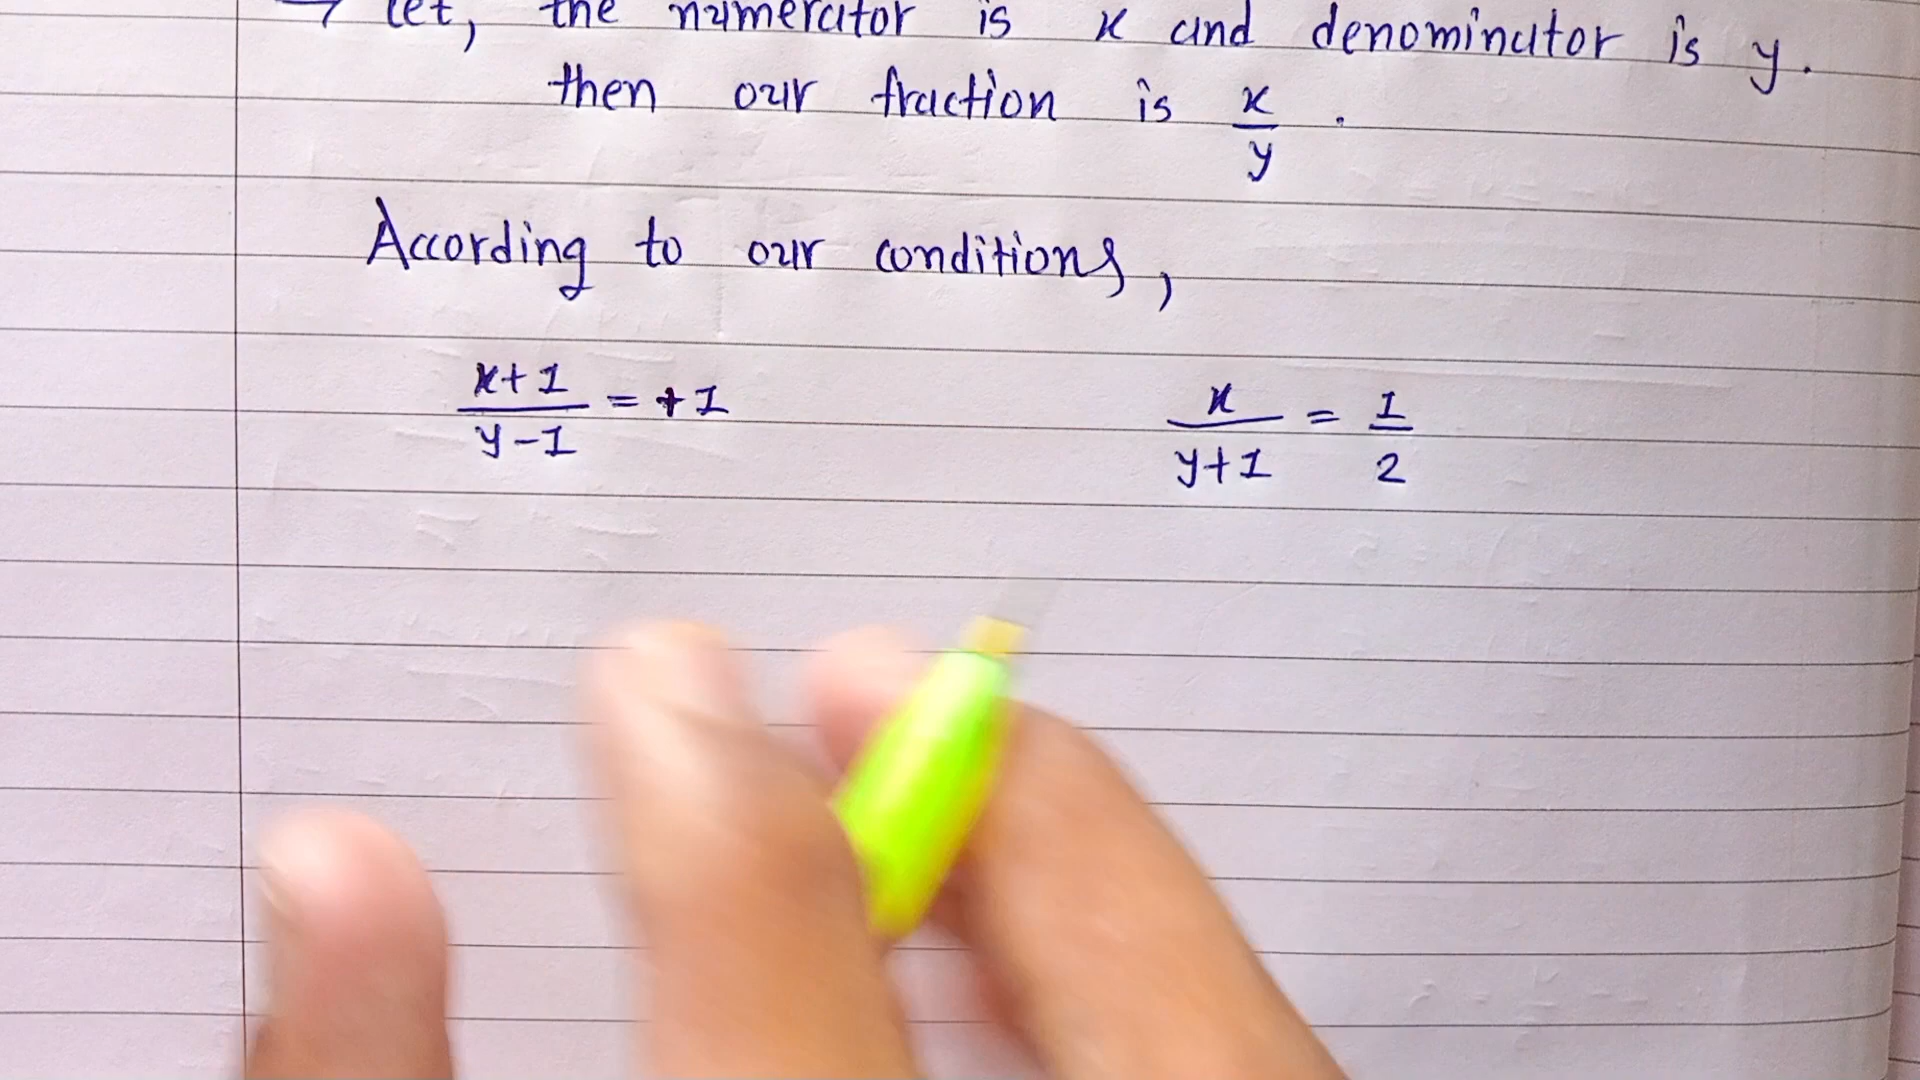 → let, the numerator is x and denominator is y.
then our fraction is x/y .
According to our conditions,
(x+1)/(y-1) = +1
x/(y+1) = 1/2